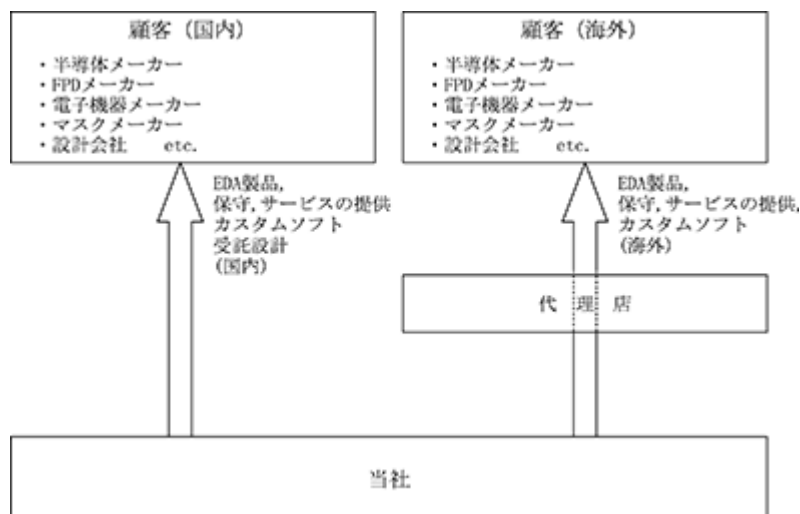 顧客（国内）
・半導体メーカー
・FPDメーカー
・電子機器メーカー
・マスクメーカー
・設計会社　etc.
顧客（海外）
・半導体メーカー
・FPDメーカー
・電子機器メーカー
・マスクメーカー
・設計会社　etc.
EDA製品,
保守,サービスの提供
カスタムソフト
受託設計
(国内)
EDA製品,
保守,サービスの提供,
カスタムソフト
(海外)
代理店
当社